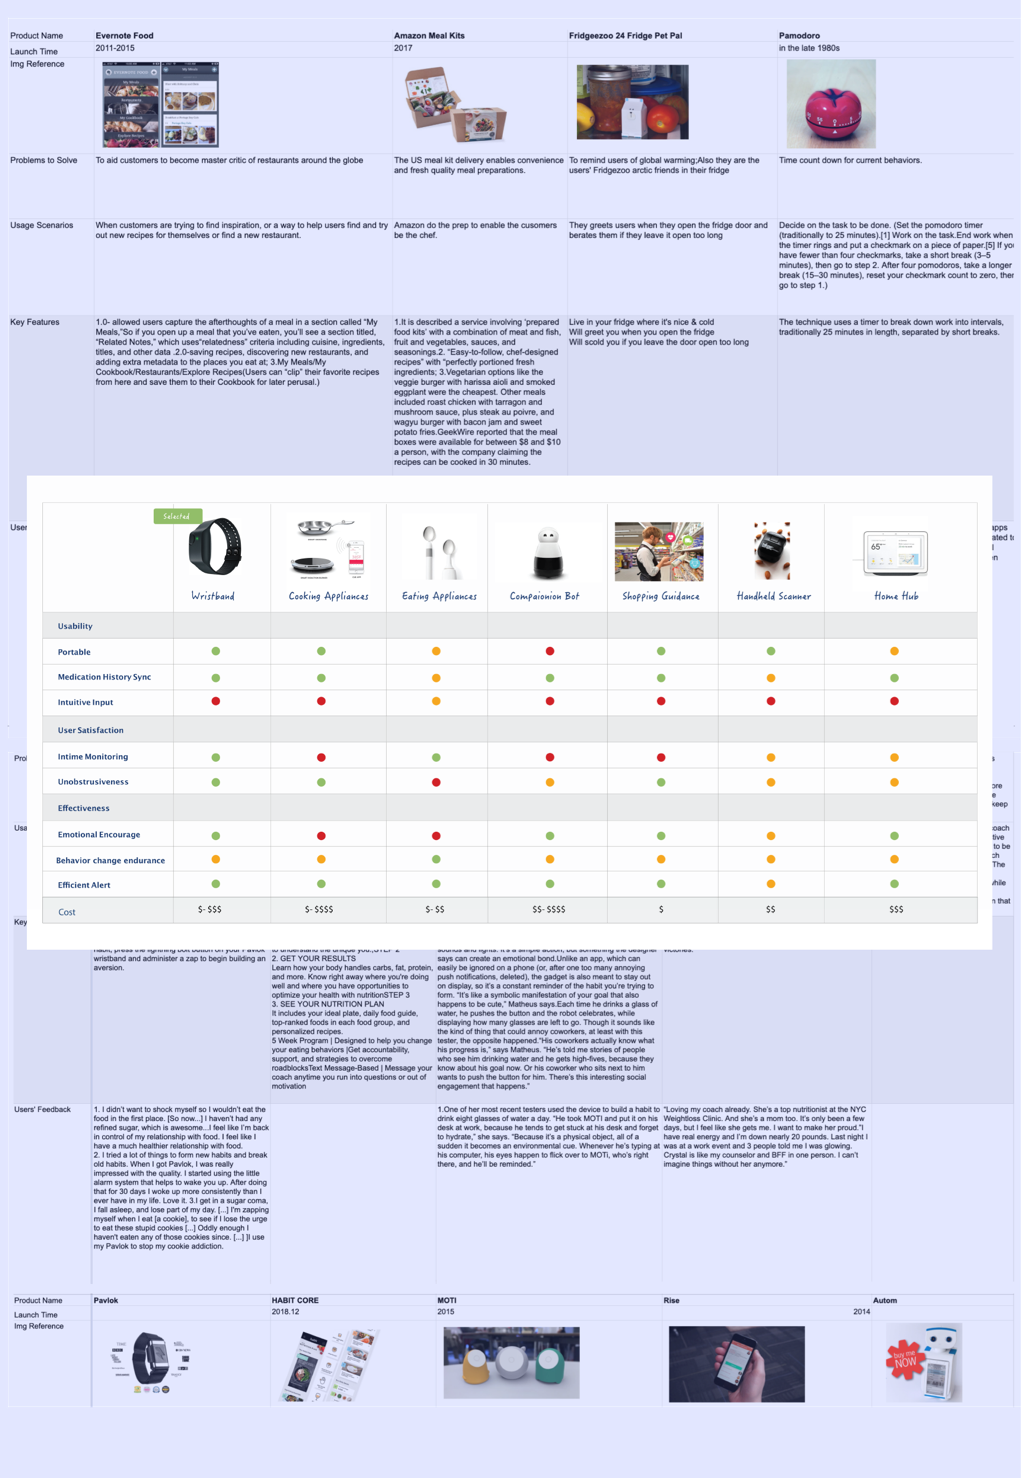 Product Name
Evernote Food
Amazon Meal Kits
Fridgeezoo 24 Fridge Pet Pal
Pamodoro
Launch Time
2011-2015
2017
in the late 1980s
Img Reference
Problems to Solve
To aid customers to become master critic of restaurants around the globe
The US meal kit delivery enables convenience
and fresh quality meal preparations.
To remind users of global warming;Also they are the
users' Fridgezoo arctic friends in their fridge
Time count down for current behaviors.
Usage Scenarios
When customers are trying to find inspiration, or a way to help users find and try
out new recipes for themselves or find a new restaurant.
Amazon do the prep to enable the cusomers
be the chef.
They greets users when they open the fridge door and
berates them if they leave it open too long
Decide on the task to be done. (Set the pomodoro timer
(traditionally to 25 minutes).[1] Work on the task.End work when
the timer rings and put a checkmark on a piece of paper.[5] If you
have fewer than four checkmarks, take a short break (3–5
minutes), then go to step 2. After four pomodoros, take a longer
break (15–30 minutes), reset your checkmark count to zero, then
go to step 1.)
Key Features
1.0- allowed users capture the afterthoughts of a meal in a section called "My
Meals,"So if you open up a meal that you've eaten, you'll see a section titled,
"Related Notes," which uses"relatedness" criteria including cuisine, ingredients,
titles, and other data .2.0-saving recipes, discovering new restaurants, and
adding extra metadata to the places you eat at; 3.My Meals/My
Cookbook/Restaurants/Explore Recipes(Users can "clip" their favorite recipes
from here and save them to their Cookbook for later perusal.)
1.It is described a service involving 'prepared
food kits' with a combination of meat and fish,
fruit and vegetables, sauces, and
seasonings.2. "Easy-to-follow, chef-designed
recipes" with "perfectly portioned fresh
ingredients; 3.Vegetarian options like the
veggie burger with harissa aioli and smoked
eggplant were the cheapest. Other meals
included roast chicken with tarragon and
mushroom sauce, plus steak au poivre, and
wagyu burger with bacon jam and sweet
potato fries.GeekWire reported that the meal
boxes were available for between $8 and $10
a person, with the company claiming the
recipes can be cooked in 30 minutes.
Live in your fridge where it's nice & cold
Will greet you when you open the fridge
Will scold you if you leave the door open too long
The technique uses a timer to break down work into intervals,
traditionally 25 minutes in length, separated by short breaks.
Selected
Wristband
Cooking Appliances
Eating Appliances
Compaionion Bot
Shopping Guidance
Handheld Scanner
Home Hub
Usability
Portable
Medication History Sync
Intuitive Input
User Satisfaction
Intime Monitoring
Unobstrusiveness
Effectiveness
Emotional Encourage
Behavior change endurance
Efficient Alert
Cost
$- $$$
$- $$$$
$- $$
$$- $$$$
$
$$
$$$
wristband and administer a zap to begin building an
aversion.
2. GET YOUR RESULTS
Learn how your body handles carbs, fat, protein,
and more. Know right away where you're doing
well and where you have opportunities to
optimize your health with nutritionSTEP 3
3. SEE YOUR NUTRITION PLAN
It includes your ideal plate, daily food guide,
top-ranked foods in each food group, and
personalized recipes.
5 Week Program | Designed to help you change
your eating behaviors |Get accountability,
support, and strategies to overcome
roadblocksText Message-Based | Message your
coach anytime you run into questions or out of
motivation
says can create an emotional bond.Unlike an app, which can
easily be ignored on a phone (or, after one too many annoying
push notifications, deleted), the gadget is also meant to stay out
on display, so it's a constant reminder of the habit you're trying to
form. "It's like a symbolic manifestation of your goal that also
happens to be cute," Matheus says.Each time he drinks a glass of
water, he pushes the button and the robot celebrates, while
displaying how many glasses are left to go. Though it sounds like
the kind of thing that could annoy coworkers, at least with this
tester, the opposite happened."His coworkers actually know what
his progress is," says Matheus. "He's told me stories of people
who see him drinking water and he gets high-fives, because they
know about his goal now. Or his coworker who sits next to him
wants to push the button for him. There's this interesting social
engagement that happens."
Users' Feedback
1. I didn't want to shock myself so I wouldn't eat the
food in the first place. [So now...] I haven't had any
refined sugar, which is awesome...I feel like I'm back
in control of my relationship with food. I feel like I
have a much healthier relationship with food.
2. I tried a lot of things to form new habits and break
old habits. When I got Pavlok, I was really
impressed with the quality. I started using the little
alarm system that helps to wake you up. After doing
that for 30 days I woke up more consistently than I
ever have in my life. Love it. 3.I get in a sugar coma,
I fall asleep, and lose part of my day. [...] I'm zapping
myself when I eat [a cookie], to see if I lose the urge
to eat these stupid cookies [...] Oddly enough I
haven't eaten any of those cookies since. [...] ]I use
my Pavlok to stop my cookie addiction.
1.One of her most recent testers used the device to build a habit to
drink eight glasses of water a day. "He took MOTI and put it on his
desk at work, because he tends to get stuck at his desk and forget
to hydrate," she says. "Because it's a physical object, all of a
sudden it becomes an environmental cue. Whenever he's typing at
his computer, his eyes happen to flick over to MOTi, who's right
there, and he'll be reminded."
"Loving my coach already. She's a top nutritionist at the NYC
Weightloss Clinic. And she's a mom too. It's only been a few
days, but I feel like she gets me. I want to make her proud."I
have real energy and I'm down nearly 20 pounds. Last night I
was at a work event and 3 people told me I was glowing.
Crystal is like my counselor and BFF in one person. I can't
imagine things without her anymore."
Product Name
Pavlok
HABIT CORE
MOTI
Rise
Autom
Launch Time
2018.12
2015
2014
Img Reference
buy me
NOW